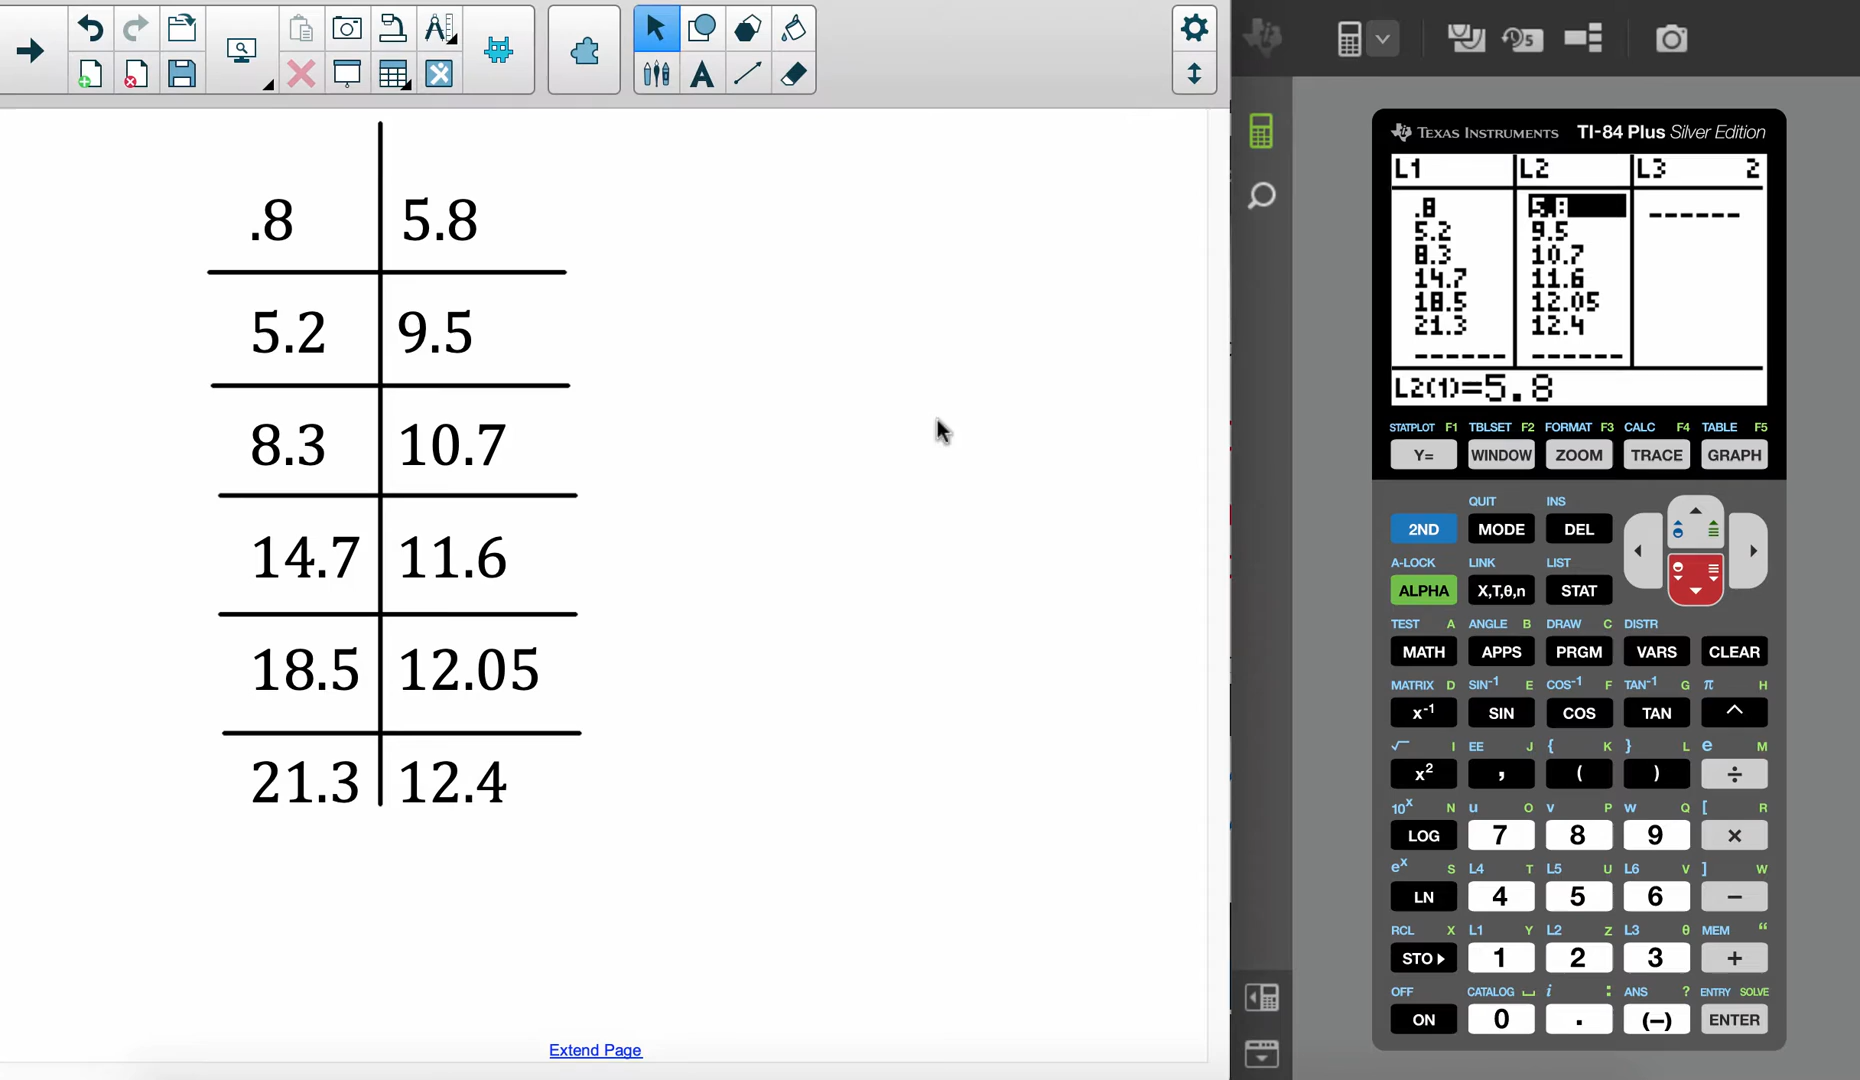 .8 5.8
5.2 9.5
8.3 10.7
14.7 11.6
18.5 12.05
21.3 12.4
Extend Page
TEXAS INSTRUMENTS TI-84 Plus Silver Edition
L1 L2 L3 2
.8 5.8 ------
5.2 9.5
8.3 10.7
14.7 11.6
18.5 12.05
21.3 12.4
------ ------
L2(1)=5.8
STATPLOT F1 TBLSET F2 FORMAT F3 CALC F4 TABLE F5
Y= WINDOW ZOOM TRACE GRAPH
QUIT INS
2ND MODE DEL
A-LOCK LINK LIST
ALPHA X,T,θ,n STAT
TEST A ANGLE B DRAW C DISTR
MATH APPS PRGM VARS CLEAR
MATRIX D SIN⁻¹ E COS⁻¹ F TAN⁻¹ G π H
x⁻¹ SIN COS TAN ^
√ I EE J { K } L e M
x² , ( ) ÷
10ˣ N u O v P w Q [ R
LOG 7 8 9 ×
eˣ S L4 T L5 U L6 V ] W
LN 4 5 6 −
RCL X L1 Y L2 Z L3 θ MEM “
STO▶ 1 2 3 +
OFF CATALOG ⎵ i : ANS ? ENTRY SOLVE
ON 0 . (−) ENTER